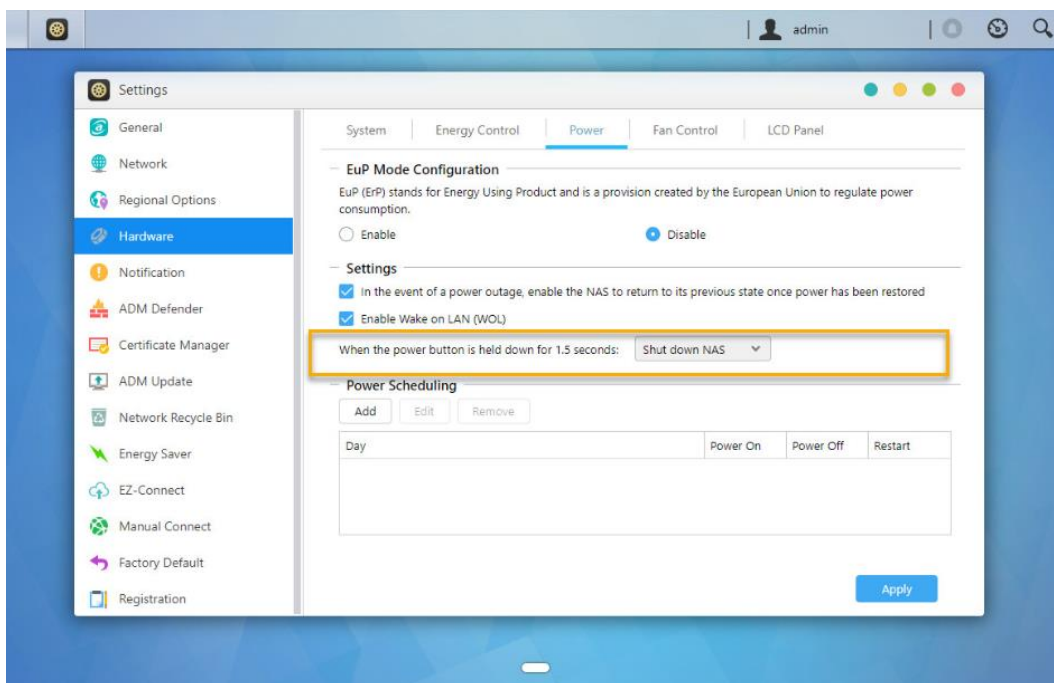 admin
Settings
General
Network
Regional Options
Hardware
Notification
ADM Defender
Certificate Manager
ADM Update
Network Recycle Bin
Energy Saver
EZ-Connect
Manual Connect
Factory Default
Registration
System Energy Control Power Fan Control LCD Panel
EuP Mode Configuration
EuP (ErP) stands for Energy Using Product and is a provision created by the European Union to regulate power
consumption.
Enable Disable
Settings
In the event of a power outage, enable the NAS to return to its previous state once power has been restored
Enable Wake on LAN (WOL)
When the power button is held down for 1.5 seconds: Shut down NAS
Power Scheduling
Add Edit Remove
Day Power On Power Off Restart
Apply